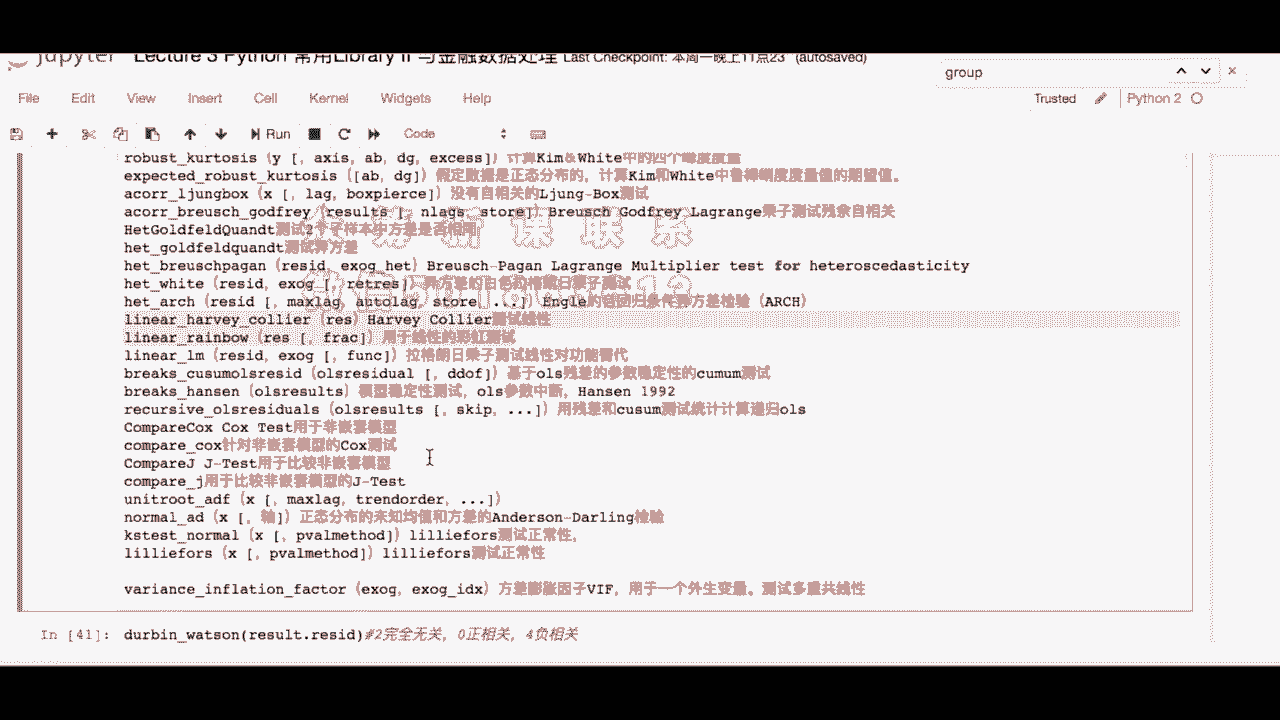 jupyter Lecture 3 Python 常用Library II 与金融数据处理 Last Checkpoint: 本周一晚上11点23 (autosaved)
group
File Edit View Insert Cell Kernel Widgets Help
Trusted Python 2
Run Code
robust_kurtosis (y [, axis, ab, dg, excess]) 计算Kim＆White中的四个峰度度量
expected_robust_kurtosis ([ab, dg]) 假定数据是正态分布的，计算Kim和White中鲁棒峭度度量值的期望值。
acorr_ljungbox (x [, lag, boxpierce]) 没有自相关的Ljung-Box测试
acorr_breusch_godfrey (results [, nlags, store]) Breusch Godfrey Lagrange乘子测试残余自相关
HetGoldfeldQuandt测试2个子样本中方差是否相同
het_goldfeldquandt测试异方差
het_breuschpagan (resid, exog_het) Breusch-Pagan Lagrange Multiplier test for heteroscedasticity
het_white (resid, exog [, retres]) 异方差的白色拉格朗日乘子测试
het_arch (resid [, maxlag, autolag, store, ...]) Engle的自回归条件异方差检验（ARCH）
linear_harvey_collier (res) Harvey Collier测试线性
linear_rainbow (res [, frac]) 用于线性的彩虹测试
linear_lm (resid, exog [, func]) 拉格朗日乘子测试线性对功能替代
breaks_cusumolsresid (olsresidual [, ddof]) 基于ols残差的参数稳定性的cumum测试
breaks_hansen (olsresults) 模型稳定性测试，ols参数中断，Hansen 1992
recursive_olsresiduals (olsresults [, skip, ...]) 用残差和cusum测试统计计算递归ols
CompareCox Cox Test用于非嵌套模型
compare_cox针对非嵌套模型的Cox测试
CompareJ J-Test用于比较非嵌套模型
compare_j用于比较非嵌套模型的J-Test
unitroot_adf (x [, maxlag, trendorder, ...])
normal_ad (x [, 轴]) 正态分布的未知均值和方差的Anderson-Darling检验
kstest_normal (x [, pvalmethod]) lilliefors测试正常性，
lilliefors (x [, pvalmethod]) lilliefors测试正常性
variance_inflation_factor (exog, exog_idx) 方差膨胀因子VIF，用于一个外生变量。测试多重共线性
In [41]: durbin_watson(result.resid)#2完全无关，0正相关，4负相关